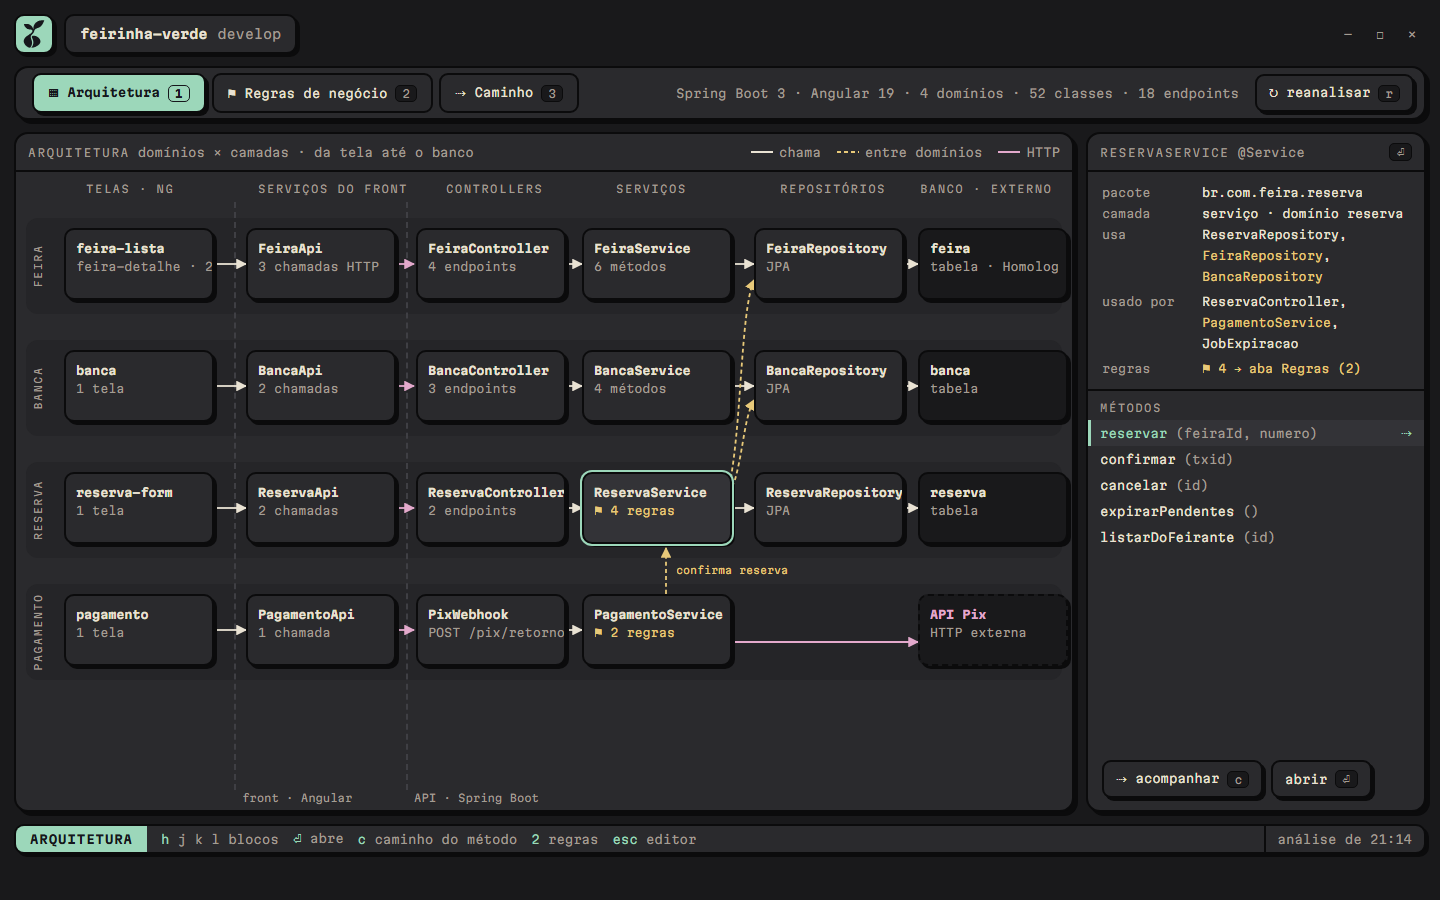 feirinha-verde develop
Arquitetura 1
Regras de negócio 2
Caminho 3
Spring Boot 3 · Angular 19 · 4 domínios · 52 classes · 18 endpoints
↻ reanalisar r
ARQUITETURA domínios × camadas · da tela até o banco
chama
entre domínios
HTTP
TELAS · NG
SERVIÇOS DO FRONT
CONTROLLERS
SERVIÇOS
REPOSITÓRIOS
BANCO · EXTERNO
FEIRA
feira-lista
feira-detalhe · 2
FeiraApi
3 chamadas HTTP
FeiraController
4 endpoints
FeiraService
6 métodos
FeiraRepository
JPA
feira
tabela · Homolog
BANCA
banca
1 tela
BancaApi
2 chamadas
BancaController
3 endpoints
BancaService
4 métodos
BancaRepository
JPA
banca
tabela
RESERVA
reserva-form
1 tela
ReservaApi
2 chamadas
ReservaController
2 endpoints
ReservaService
⚑ 4 regras
ReservaRepository
JPA
reserva
tabela
confirma reserva
PAGAMENTO
pagamento
1 tela
PagamentoApi
1 chamada
PixWebhook
POST /pix/retorno
PagamentoService
⚑ 2 regras
API Pix
HTTP externa
front · Angular
API · Spring Boot
RESERVASERVICE @Service ⏎
pacote br.com.feira.reserva
camada serviço · domínio reserva
usa ReservaRepository,
FeiraRepository,
BancaRepository
usado por ReservaController,
PagamentoService,
JobExpiracao
regras ⚑ 4 → aba Regras (2)
MÉTODOS
reservar (feiraId, numero) ⇢
confirmar (txid)
cancelar (id)
expirarPendentes ()
listarDoFeirante (id)
⇢ acompanhar c
abrir ⏎
ARQUITETURA h j k l blocos ⏎ abre c caminho do método 2 regras esc editor
análise de 21:14